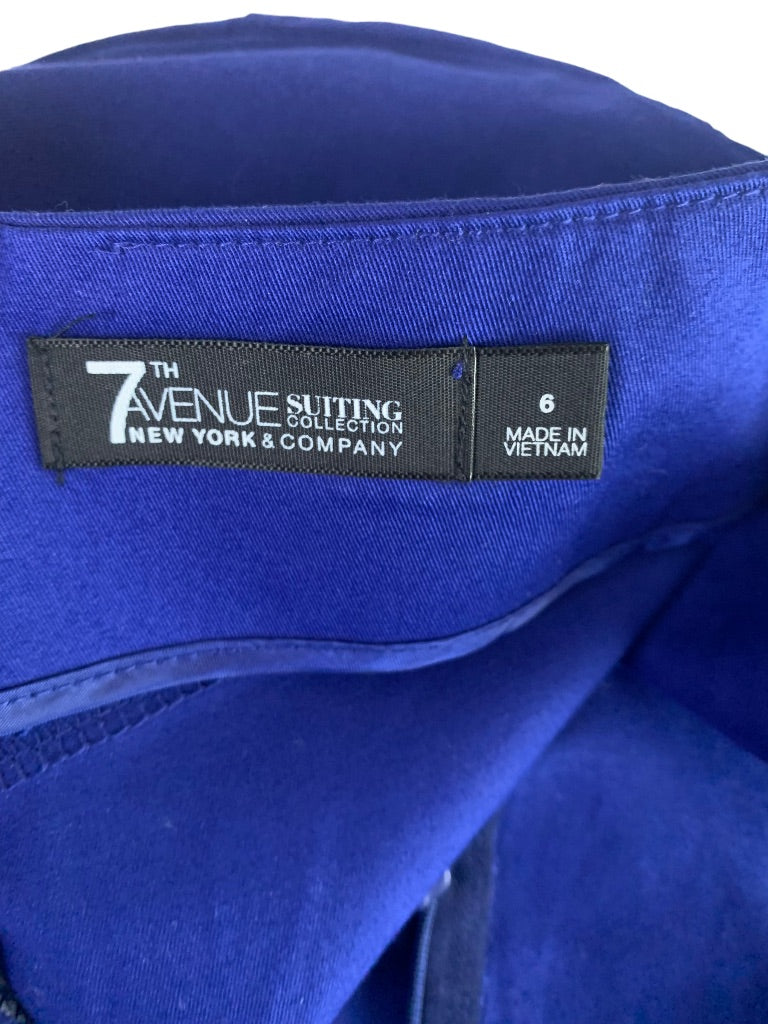 7TH AVENUE SUITING COLLECTION
NEW YORK & COMPANY
6
MADE IN
VIETNAM